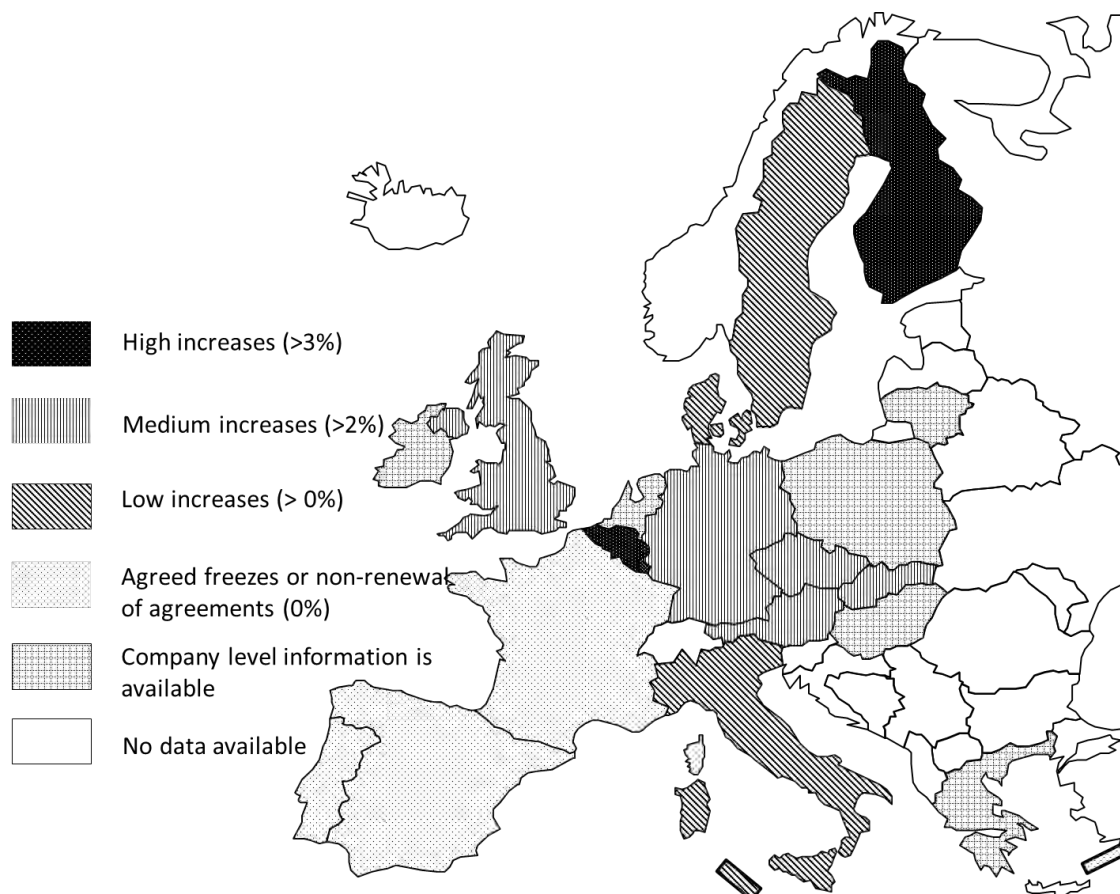 High increases (>3%)
Medium increases (>2%)
Low increases (> 0%)
Agreed freezes or non-renewal
of agreements (0%)
Company level information is
available
No data available